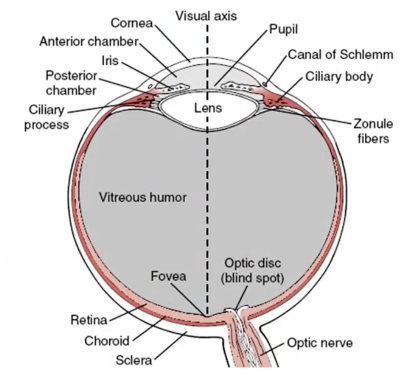 Visual axis
Cornea
Pupil
Anterior chamber
Iris
Canal of Schlemm
Posterior
chamber
Ciliary body
Ciliary
process
Lens
Zonule
fibers
Vitreous humor
Optic disc
(blind spot)
Fovea
Retina
Choroid
Optic nerve
Sclera